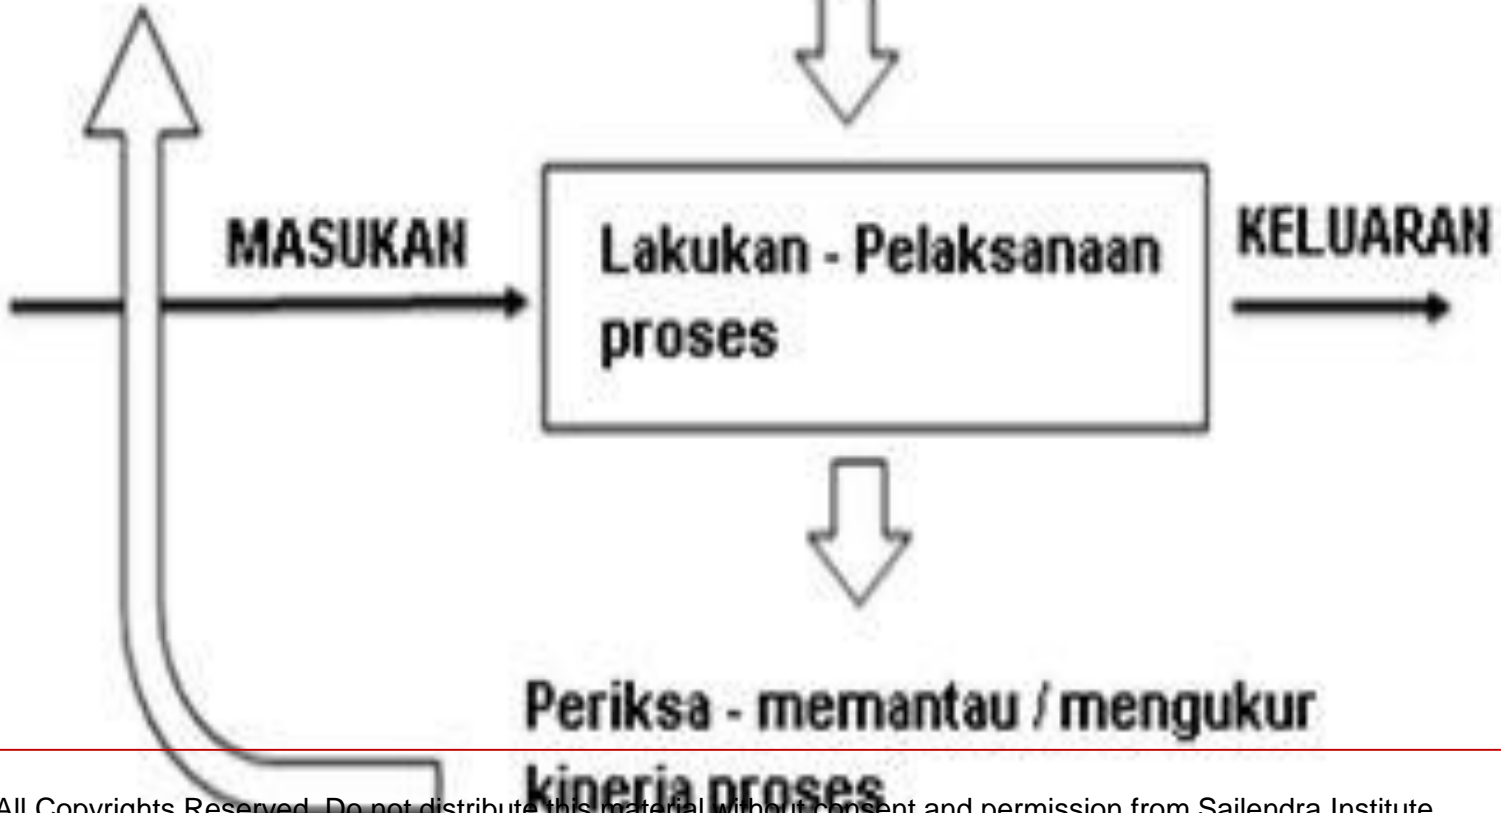 MASUKAN
Lakukan - Pelaksanaan
proses
KELUARAN
Periksa - memantau / mengukur
kinerja proses
All Copyrights Reserved. Do not distribute this material without consent and permission from Sailendra Institute